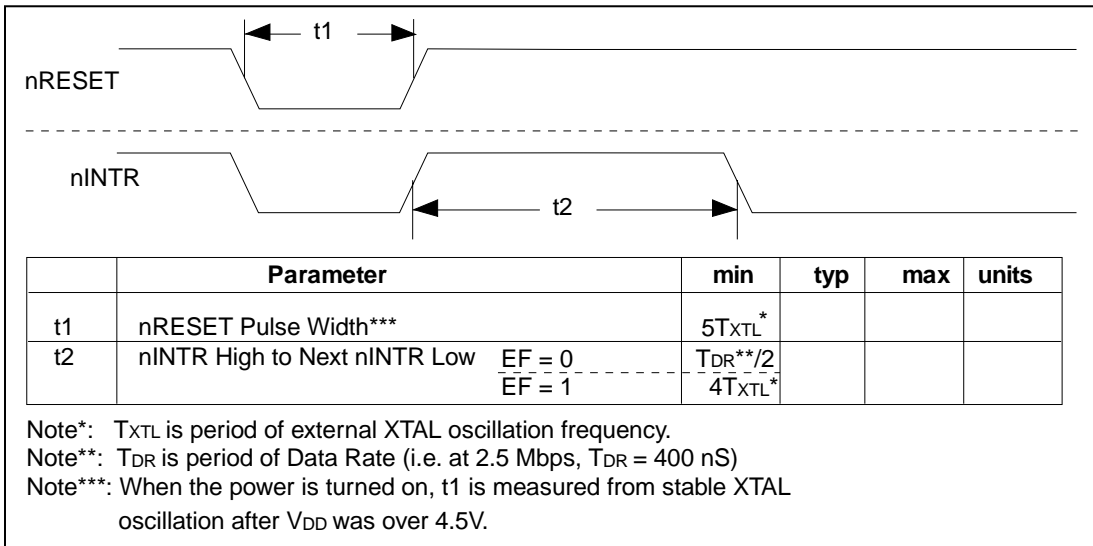 t1
nRESET
nINTR
t2
Parameter min typ max units
t1 nRESET Pulse Width*** 5TXTL*
t2 nINTR High to Next nINTR Low EF = 0 TDR**/2
EF = 1 4TXTL*
Note*: TXTL is period of external XTAL oscillation frequency.
Note**: TDR is period of Data Rate (i.e. at 2.5 Mbps, TDR = 400 nS)
Note***: When the power is turned on, t1 is measured from stable XTAL
oscillation after VDD was over 4.5V.